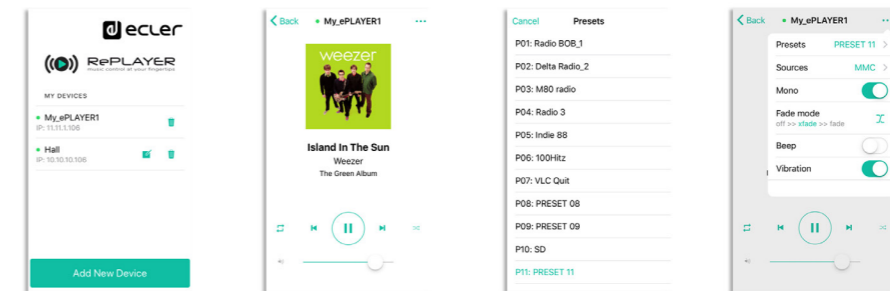 ecler
RePLAYER
music control at your fingertips
MY DEVICES
My_ePLAYER1
IP: 11.11.1.106
Hall
IP: 10.10.10.106
Add New Device
Back My_ePLAYER1
weezer
Island In The Sun
Weezer
The Green Album
Cancel Presets
P01: Radio BOB_1
P02: Delta Radio_2
P03: M80 radio
P04: Radio 3
P05: Indie 88
P06: 100Hitz
P07: VLC Quit
P08: PRESET 08
P09: PRESET 09
P10: SD
P11: PRESET 11
Back My_ePLAYER1
Presets PRESET 11
Sources MMC
Mono
Fade mode
off >> xfade >> fade
Beep
Vibration